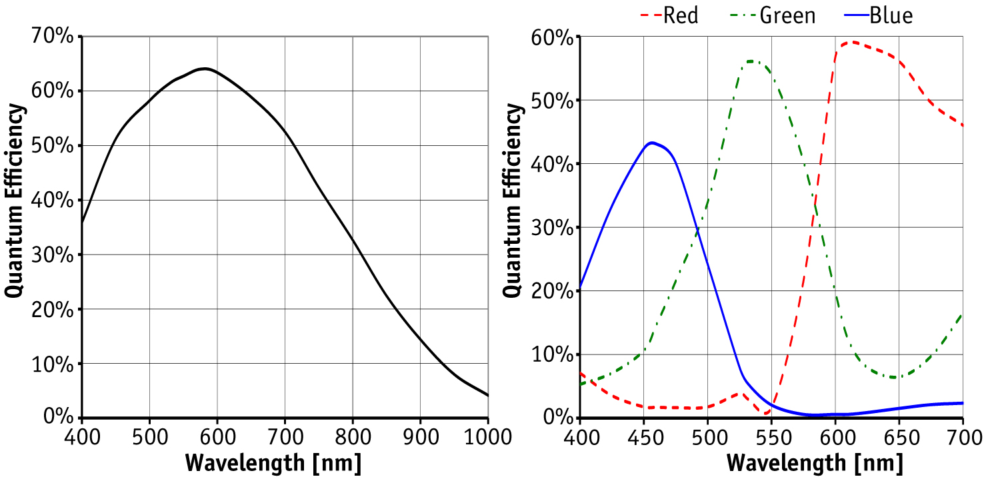 Red Green Blue
70%
60%
50%
40%
30%
20%
10%
0%
Quantum Efficiency
400 500 600 700 800 900 1000
Wavelength [nm]
60%
50%
40%
30%
20%
10%
0%
Quantum Efficiency
400 450 500 550 600 650 700
Wavelength [nm]